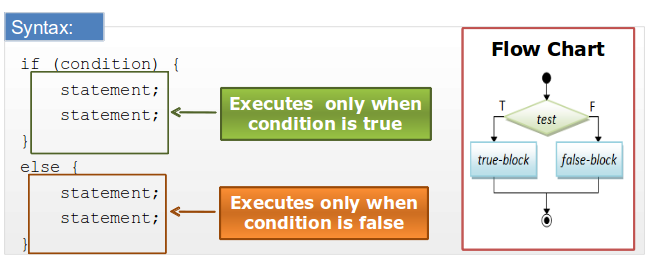 Syntax:
if (condition) {
statement;
statement;
}
else {
statement;
statement;
}
Executes only when
condition is true
Executes only when
condition is false
Flow Chart
T
F
test
true-block
false-block